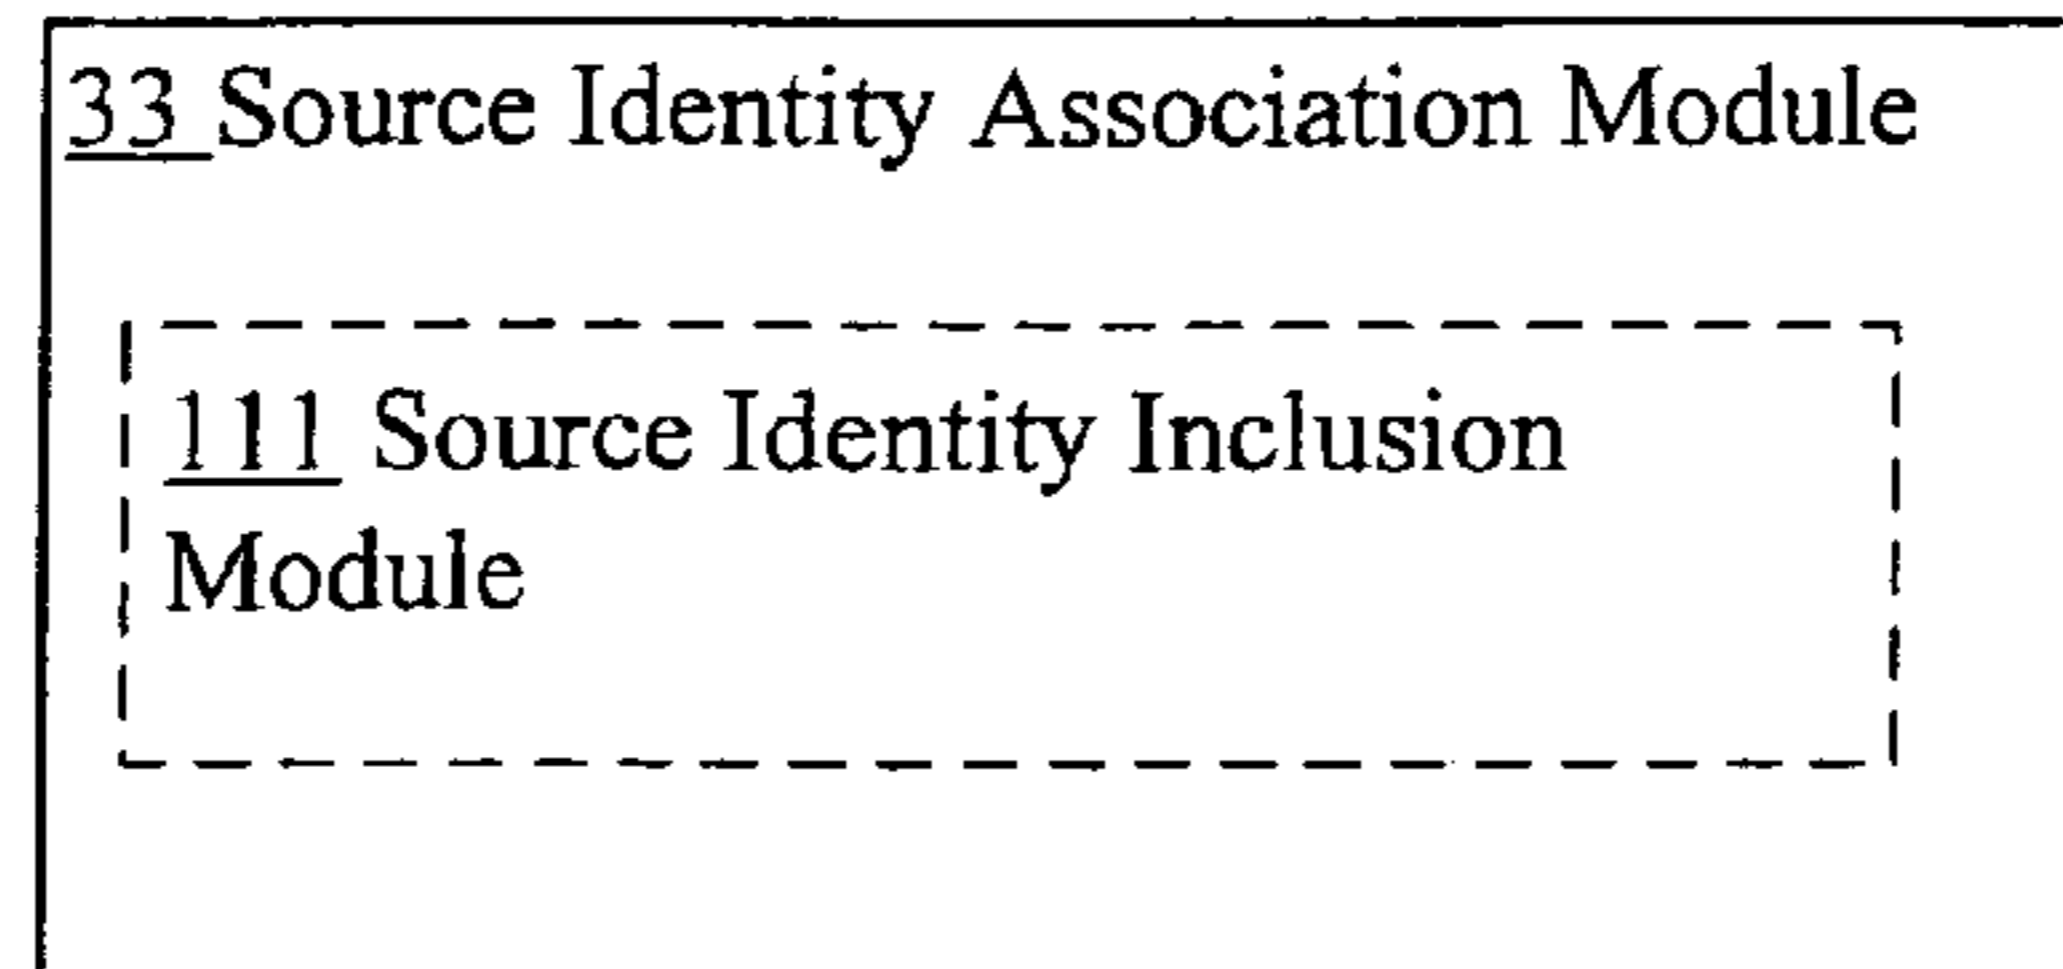 33 Source Identity Association Module
111 Source Identity Inclusion
Module